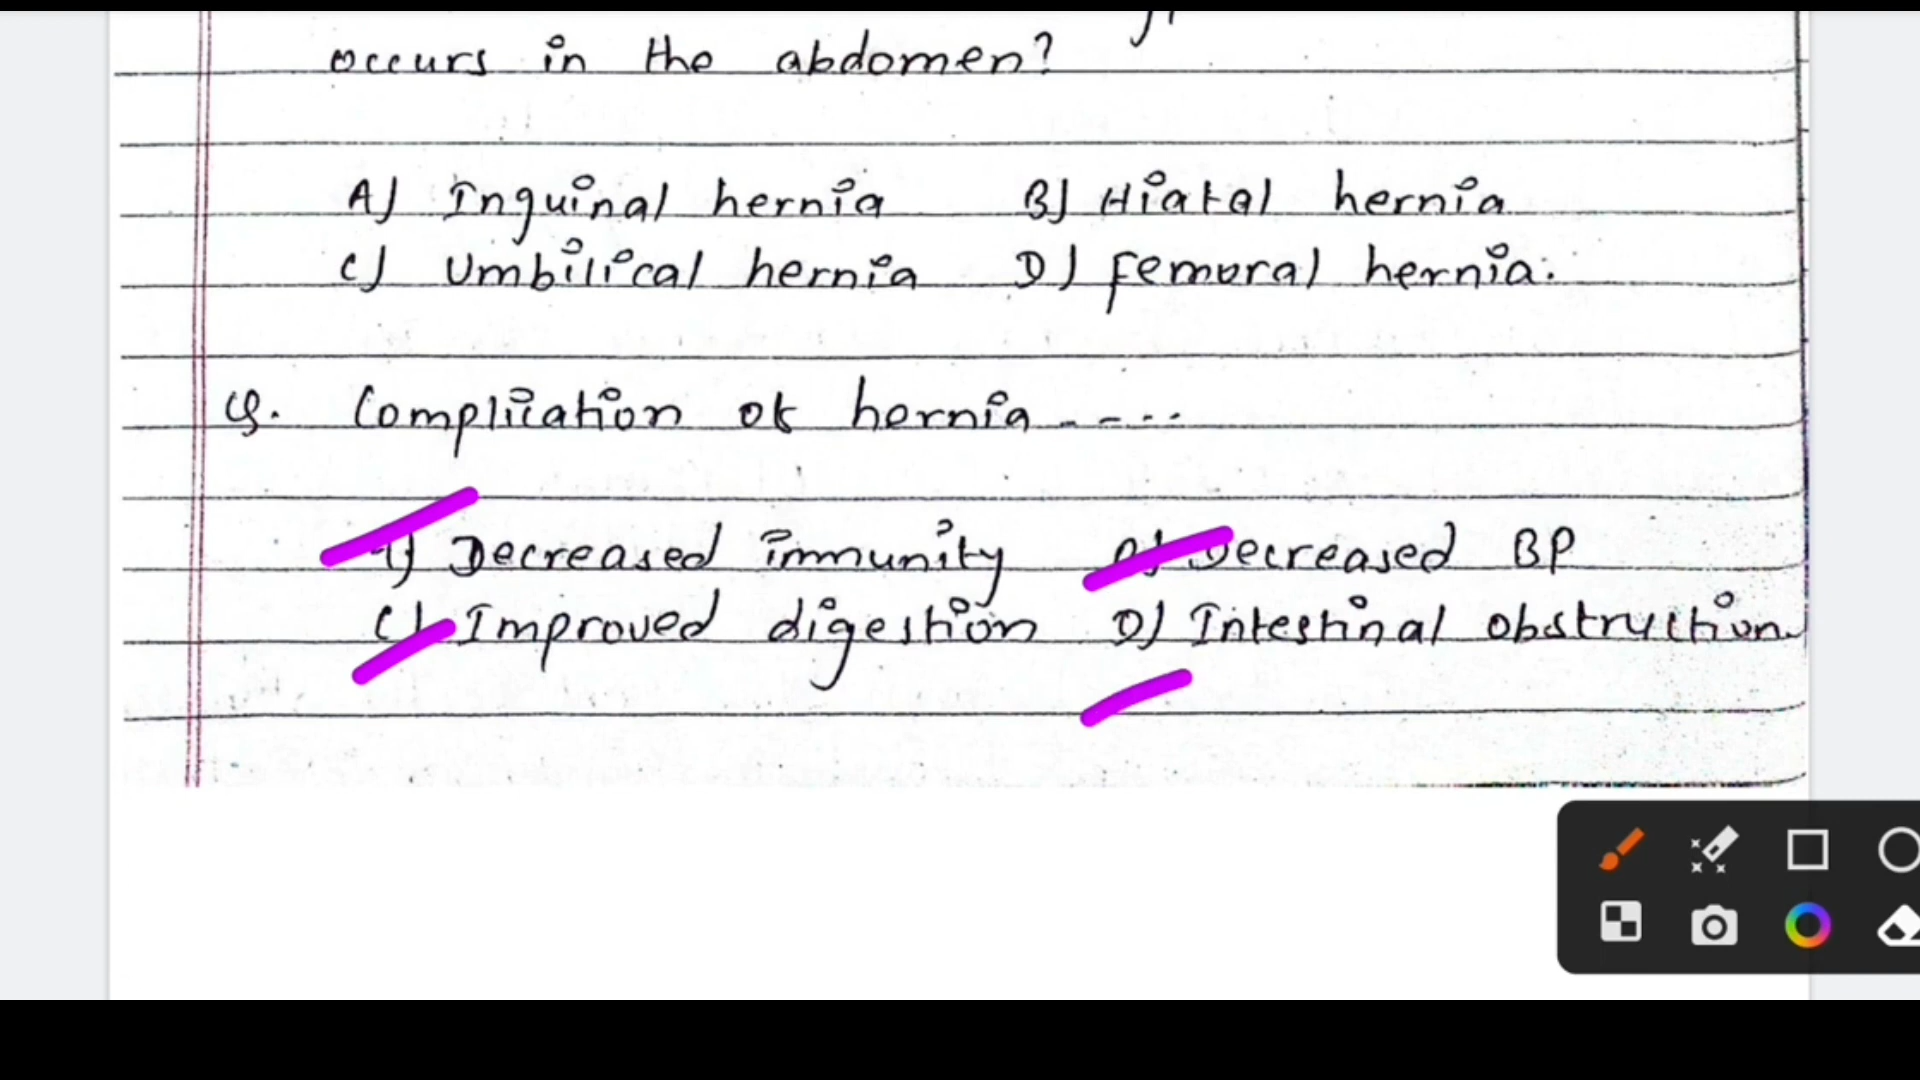 occurs in the abdomen?
A) Inguinal hernia B) Hiatal hernia
C) Umbilical hernia D) femoral hernia.
Q. Complication of hernia -----
A) Decreased immunity B) Decreased BP
C) Improved digestion D) Intestinal obstruction.